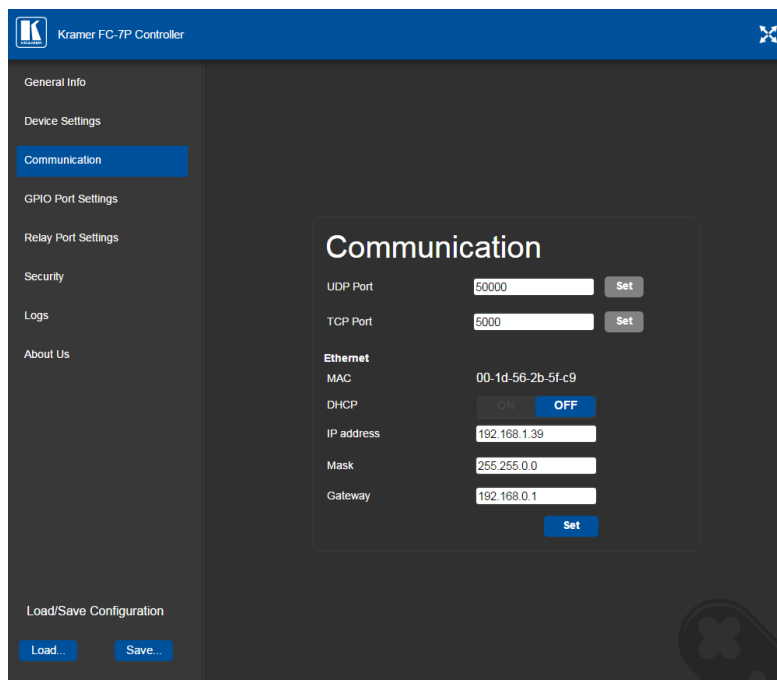 KRAMER
Kramer FC-7P Controller
General Info
Device Settings
Communication
GPIO Port Settings
Relay Port Settings
Security
Logs
About Us
Communication
UDP Port 50000 Set
TCP Port 5000 Set
Ethernet
MAC 00-1d-56-2b-5f-c9
DHCP ON OFF
IP address 192.168.1.39
Mask 255.255.0.0
Gateway 192.168.0.1
Set
Load/Save Configuration
Load... Save...